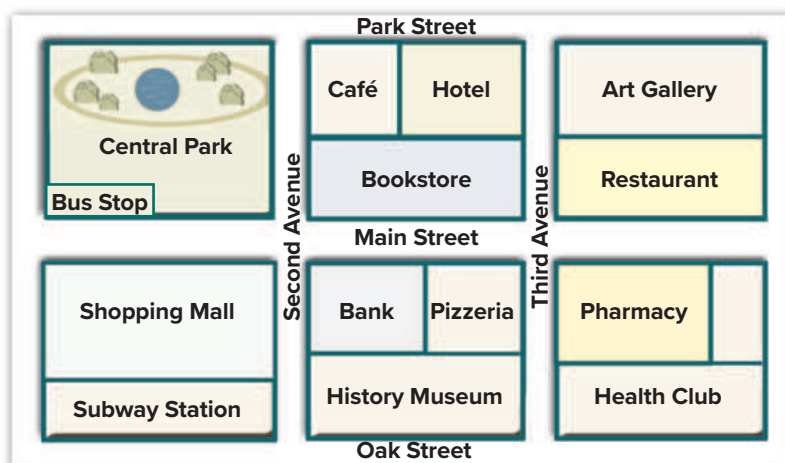 Park Street
Café
Hotel
Art Gallery
Central Park
Bookstore
Restaurant
Bus Stop
Second Avenue
Main Street
Third Avenue
Shopping Mall
Bank
Pizzeria
Pharmacy
Subway Station
History Museum
Health Club
Oak Street